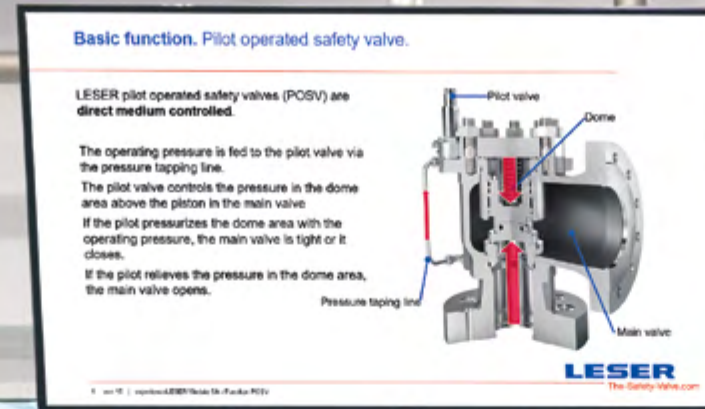 Basic function. Pilot operated safety valve.
LESER pilot operated safety valves (POSV) are
direct medium controlled.
The operating pressure is fed to the pilot valve via
the pressure tapping line.
The pilot valve controls the pressure in the dome
area above the piston in the main valve
If the pilot pressurizes the dome area with the
operating pressure, the main valve is tight or it
closes.
If the pilot relieves the pressure in the dome area,
the main valve opens.
Pilot valve
Dome
Pressure taping line
Main valve
LESER
The-Safety-Valve.com